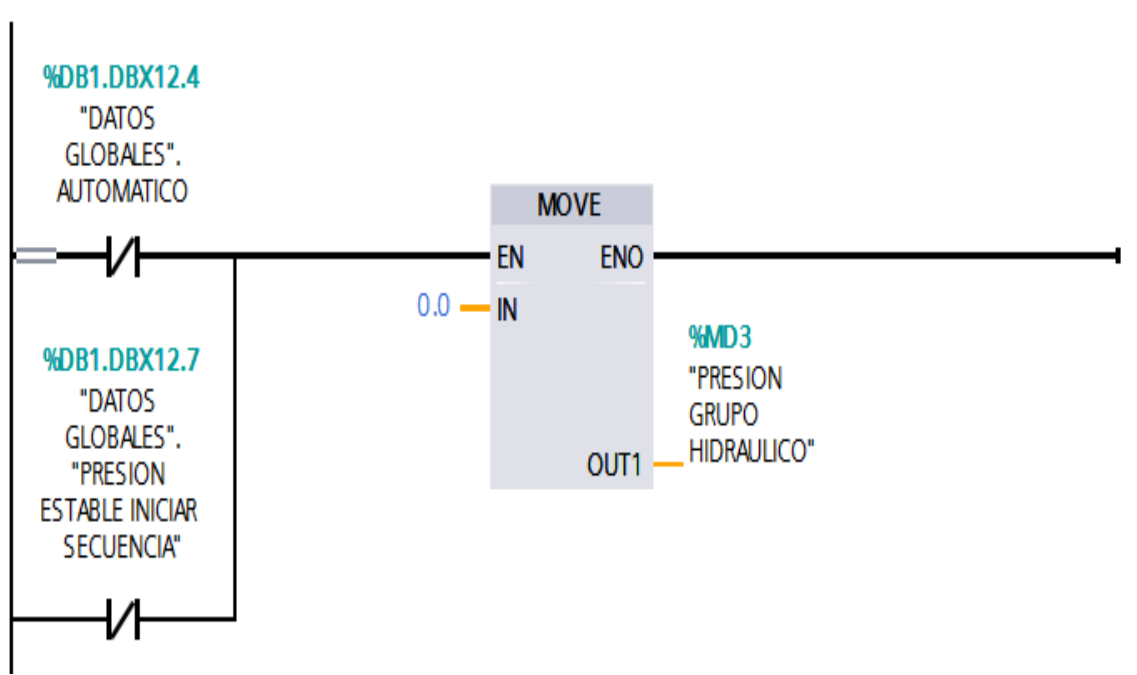 %DB1.DBX12.4
"DATOS
GLOBALES".
AUTOMATICO
MOVE
EN ENO
0.0 IN
%MD3
"PRESION
GRUPO
HIDRAULICO"
OUT1
%DB1.DBX12.7
"DATOS
GLOBALES".
"PRESION
ESTABLE INICIAR
SECUENCIA"